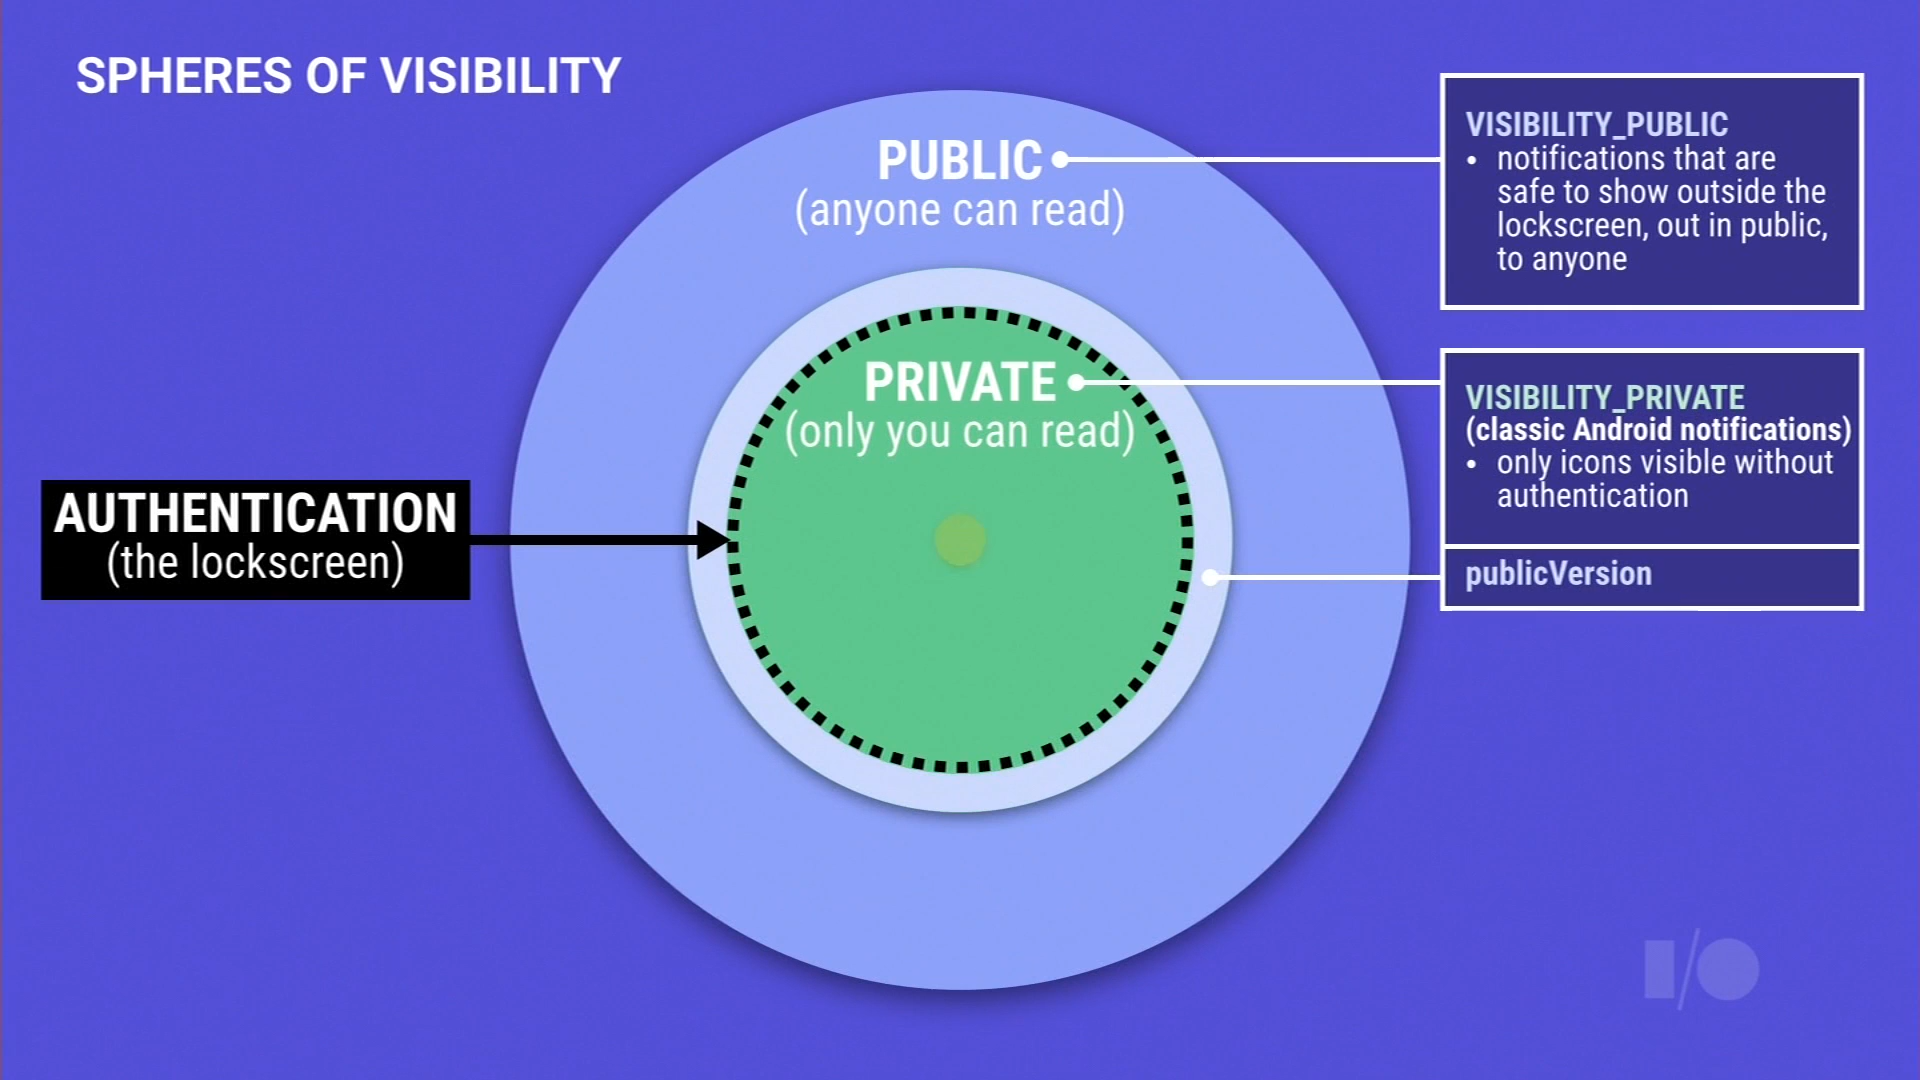 SPHERES OF VISIBILITY
PUBLIC
(anyone can read)
PRIVATE
(only you can read)
AUTHENTICATION
(the lockscreen)
VISIBILITY_PUBLIC
• notifications that are
safe to show outside the
lockscreen, out in public,
to anyone
VISIBILITY_PRIVATE
(classic Android notifications)
• only icons visible without
authentication
publicVersion
I/O